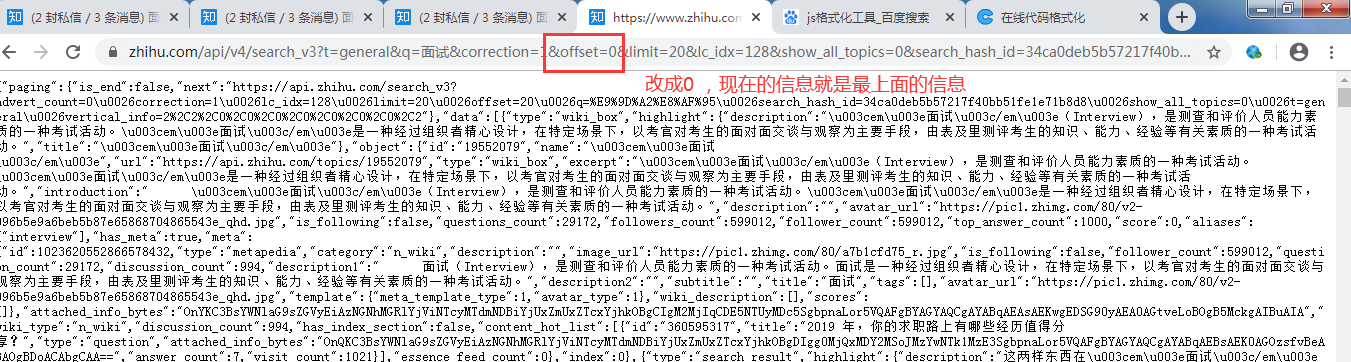 知 (2 封私信 / 3 条消息) 面试
知 (2 封私信 / 3 条消息) 面试
知 (2 封私信 / 3 条消息) 面试
知 https://www.zhihu.com
js格式化工具_百度搜索
在线代码格式化
zhihu.com/api/v4/search_v3?t=general&q=面试&correction=1&offset=0&limit=20&lc_idx=128&show_all_topics=0&search_hash_id=34ca0deb5b57217f40b...
改成0 ，现在的信息就是最上面的信息
{"paging":{"is_end":false,"next":"https://api.zhihu.com/search_v3?
advert_count=0\u0026correction=1\u0026lc_idx=128\u0026limit=20\u0026offset=20\u0026q=%E9%9D%A2%E8%AF%95\u0026search_hash_id=34ca0deb5b57217f40bb51fe1e71b8d8\u0026show_all_topics=0\u0026t=gen
eral\u0026vertical_info=2%2C2%2C0%2C0%2C0%2C0%2C0%2C0%2C0%2C2"},"data":[{"type":"wiki_box","highlight":{"description":"\u003cem\u003e面试\u003c/em\u003e（Interview），是测查和评价人员能力素
质的一种考试活动。\u003cem\u003e面试\u003c/em\u003e是一种经过组织者精心设计，在特定场景下，以考官对考生的面对面交谈与观察为主要手段，由表及里测评考生的知识、能力、经验等有关素质的一种考试活
动。","title":"\u003cem\u003e面试\u003c/em\u003e"},"object":{"id":"19552079","name":"\u003cem\u003e面试
\u003c/em\u003e","url":"https://api.zhihu.com/topics/19552079","type":"wiki_box","excerpt":"\u003cem\u003e面试\u003c/em\u003e（Interview），是测查和评价人员能力素质的一种考试活动。
\u003cem\u003e面试\u003c/em\u003e是一种经过组织者精心设计，在特定场景下，以考官对考生的面对面交谈与观察为主要手段，由表及里测评考生的知识、能力、经验等有关素质的一种考试活
动。","introduction":" \u003cem\u003e面试\u003c/em\u003e（Interview），是测查和评价人员能力素质的一种考试活动。\u003cem\u003e面试\u003c/em\u003e是一种经过组织者精心设计，在特定场景下，
以考官对考生的面对面交谈与观察为主要手段，由表及里测评考生的知识、能力、经验等有关素质的一种考试活动。","description":"","avatar_url":"https://pic1.zhimg.com/80/v2-
096b5e9a6beb5b87e65868704865543e_qhd.jpg","is_following":false,"questions_count":29172,"followers_count":599012,"follower_count":599012,"top_answer_count":1000,"score":0,"aliases":
["interview"],"has_meta":true,"meta":
{"id":1023620552866578432,"type":"metapedia","category":"n_wiki","description":"","image_url":"https://pic1.zhimg.com/80/a7b1cfd75_r.jpg","is_following":false,"follower_count":599012,"questi
on_count":29172,"discussion_count":994,"description1":" 面试（Interview），是测查和评价人员能力素质的一种考试活动。面试是一种经过组织者精心设计，在特定场景下，以考官对考生的面对面交谈与
观察为主要手段，由表及里测评考生的知识、能力、经验等有关素质的一种考试活动。","description2":"","subtitle":"","title":"面试","tags":[],"avatar_url":"https://pic1.zhimg.com/80/v2-
096b5e9a6beb5b87e65868704865543e_qhd.jpg","template":{"meta_template_type":1,"avatar_type":1},"wiki_description":[],"scores":
[]},"attached_info_bytes":
wiki_type":"n_wiki","discussion_count":994,"has_index_section":false,"content_hot_list":[{"id":"360595317","title":"2019 年，你的求职路上有哪些经历值得分
享？","type":"question","attached_info_bytes":
"answer_count":7,"visit_count":1021}],"essence_feed_count":0},"index":0},{"type":"search_result","highlight":{"description":"这两样东西在\u003cem\u003e面试